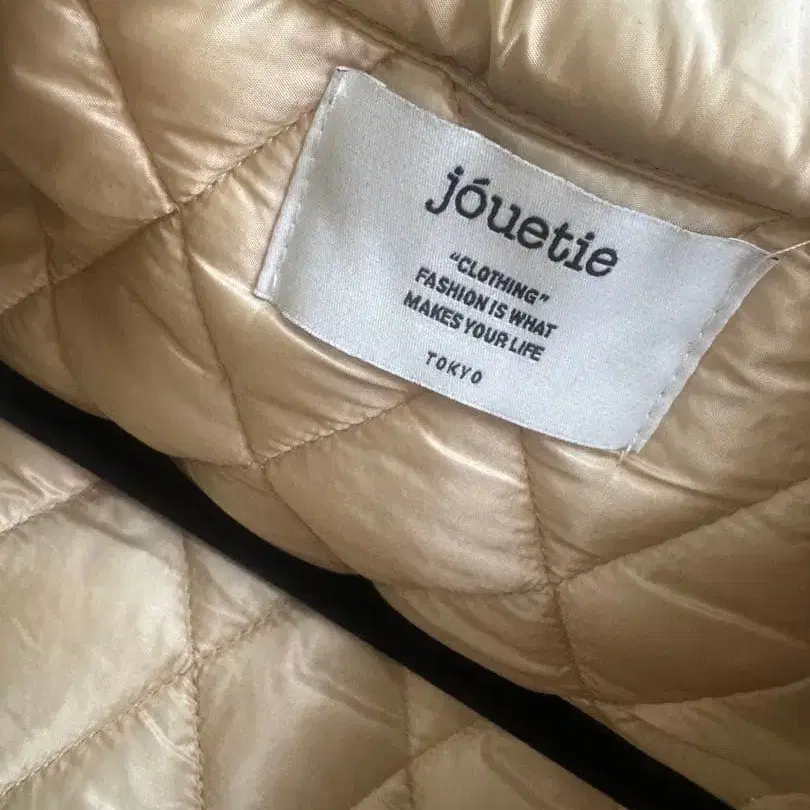 jóuetie
"CLOTHING"
FASHION IS WHAT
MAKES YOUR LIFE
TOKYO